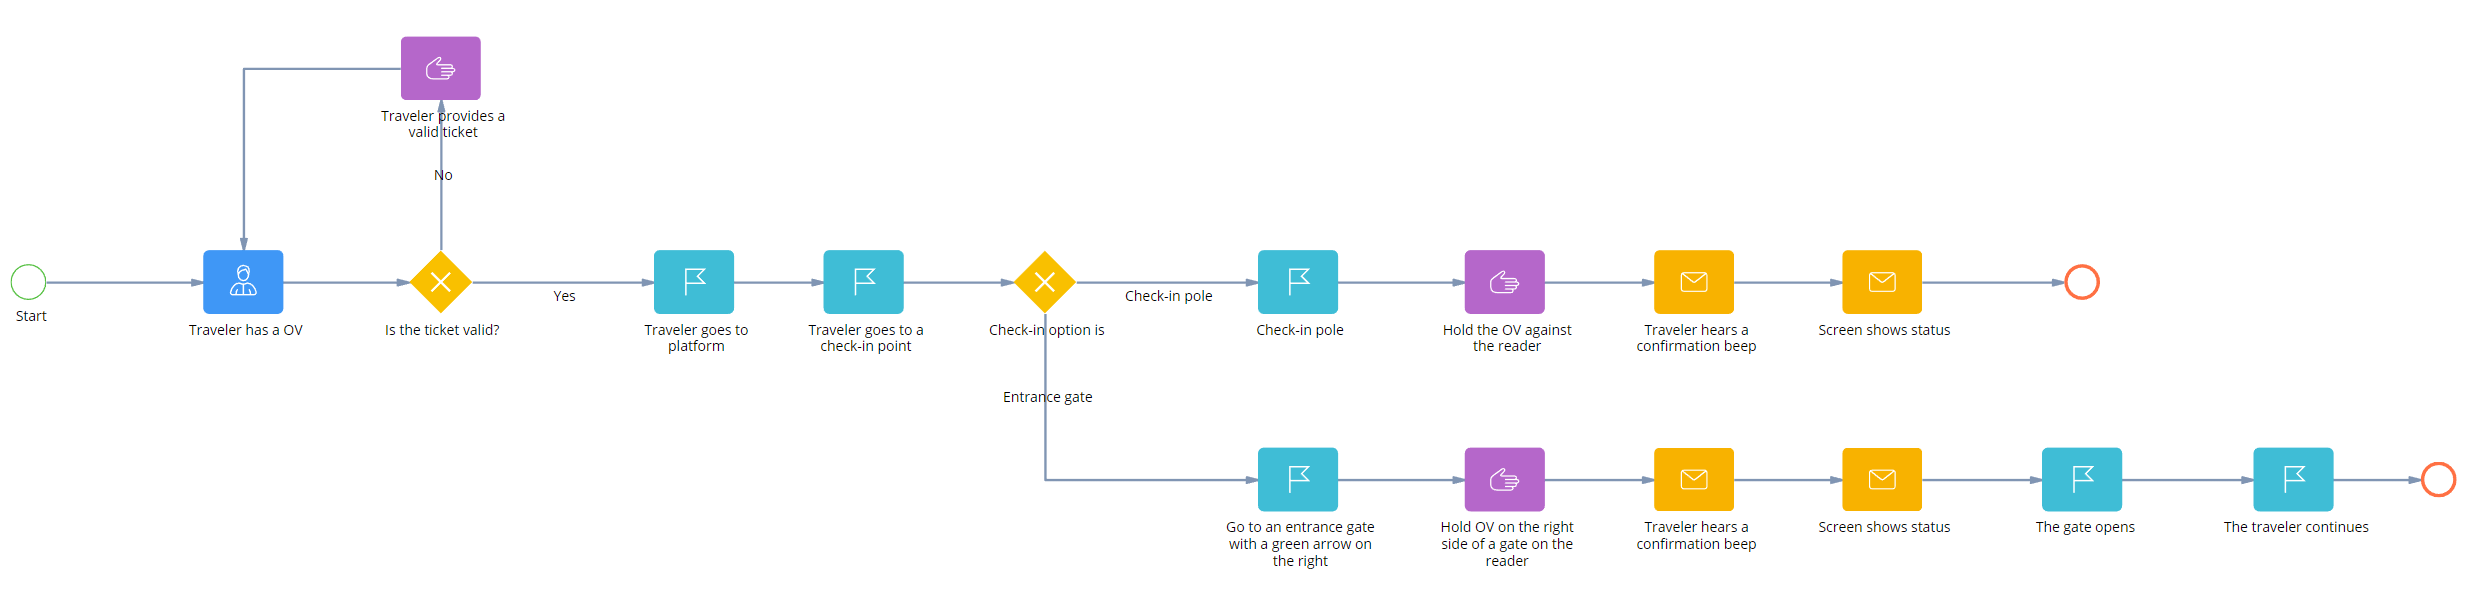 Traveler provides a
valid ticket
No
Start
Traveler has a OV
Is the ticket valid?
Yes
Traveler goes to
platform
Traveler goes to a
check-in point
Check-in option is
Check-in pole
Check-in pole
Hold the OV against
the reader
Traveler hears a
confirmation beep
Screen shows status
Entrance gate
Go to an entrance gate
with a green arrow on
the right
Hold OV on the right
side of a gate on the
reader
Traveler hears a
confirmation beep
Screen shows status
The gate opens
The traveler continues